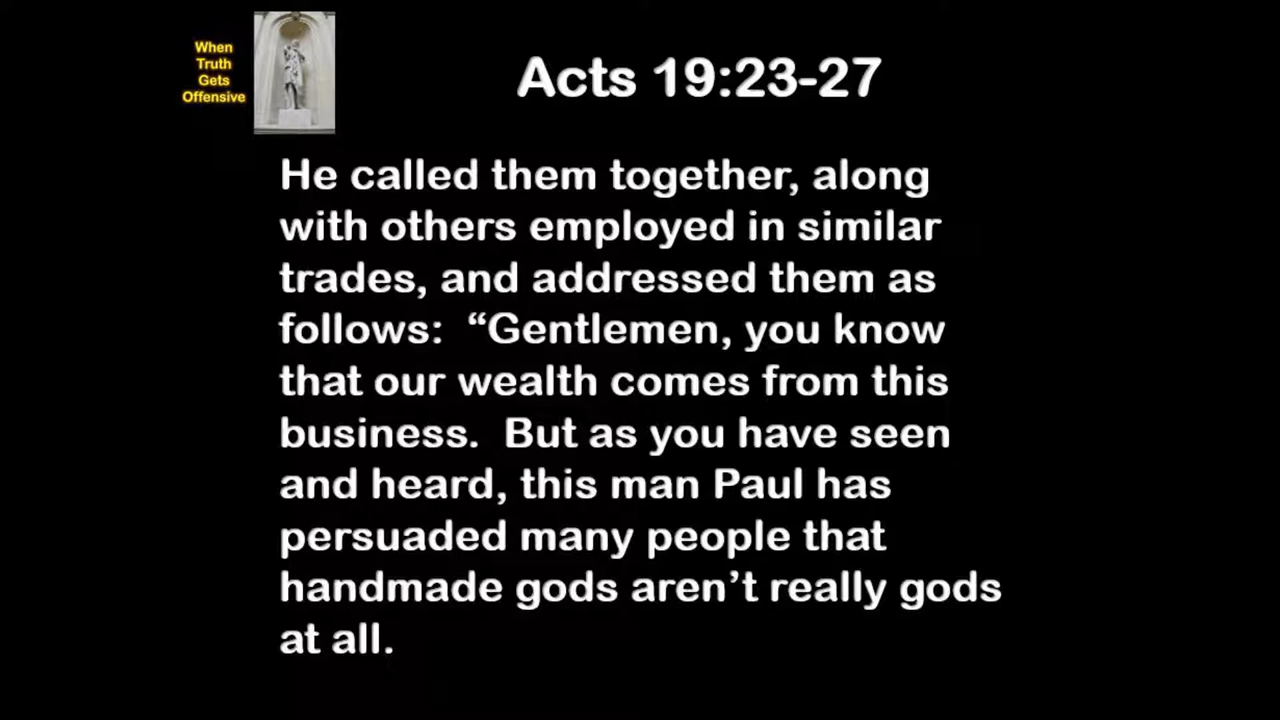 When
Truth
Gets
Offensive
Acts 19:23-27
He called them together, along
with others employed in similar
trades, and addressed them as
follows:  “Gentlemen, you know
that our wealth comes from this
business.  But as you have seen
and heard, this man Paul has
persuaded many people that
handmade gods aren’t really gods
at all.